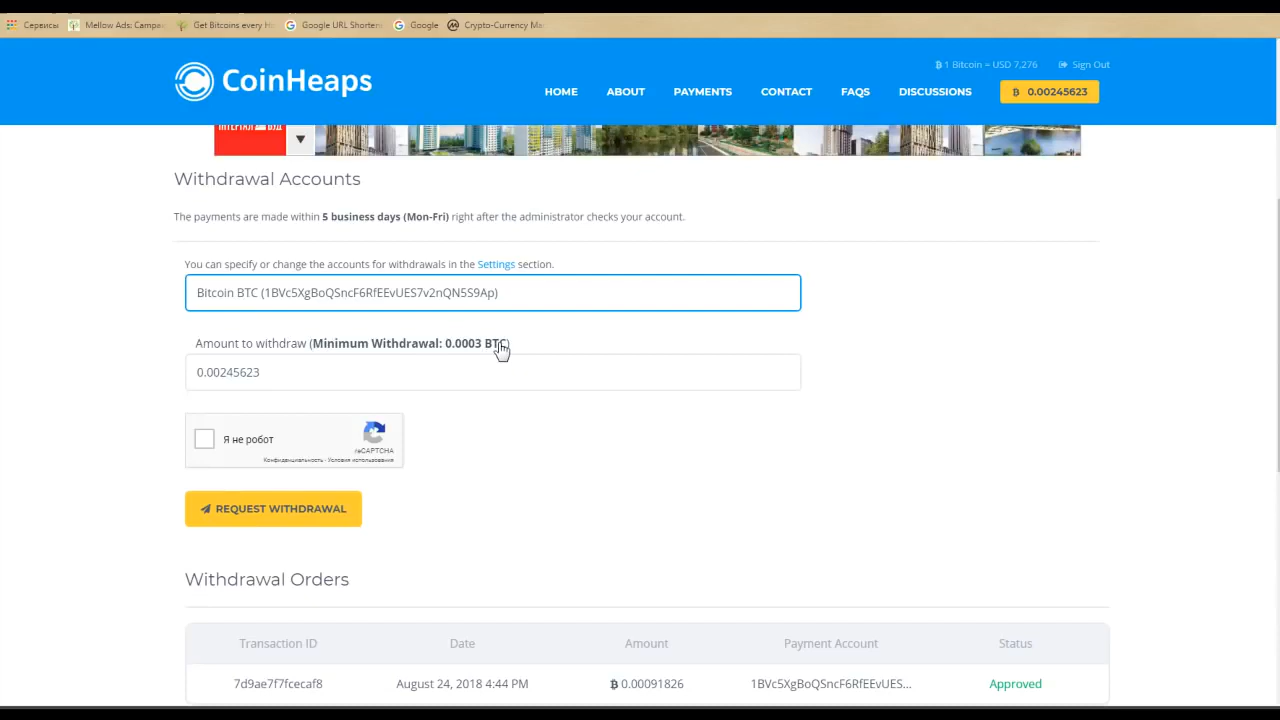 Сервисы Mellow Ads: Campa Get Bitcoins every H Google URL Shorten Google Crypto-Currency Ma
CoinHeaps
1 Bitcoin = USD 7,276 Sign Out
HOME ABOUT PAYMENTS CONTACT FAQS DISCUSSIONS 0.00245623
Withdrawal Accounts
The payments are made within 5 business days (Mon-Fri) right after the administrator checks your account.
You can specify or change the accounts for withdrawals in the Settings section.
Bitcoin BTC (1BVc5XgBoQSncF6RfEEvUES7v2nQN5S9Ap)
Amount to withdraw (Minimum Withdrawal: 0.0003 BTC)
0.00245623
Я не робот
reCAPTCHA
Конфиденциальность - Условия использования
REQUEST WITHDRAWAL
Withdrawal Orders
Transaction ID Date Amount Payment Account Status
7d9ae7f7fcecaf8 August 24, 2018 4:44 PM ฿ 0.00091826 1BVc5XgBoQSncF6RfEEvUES... Approved